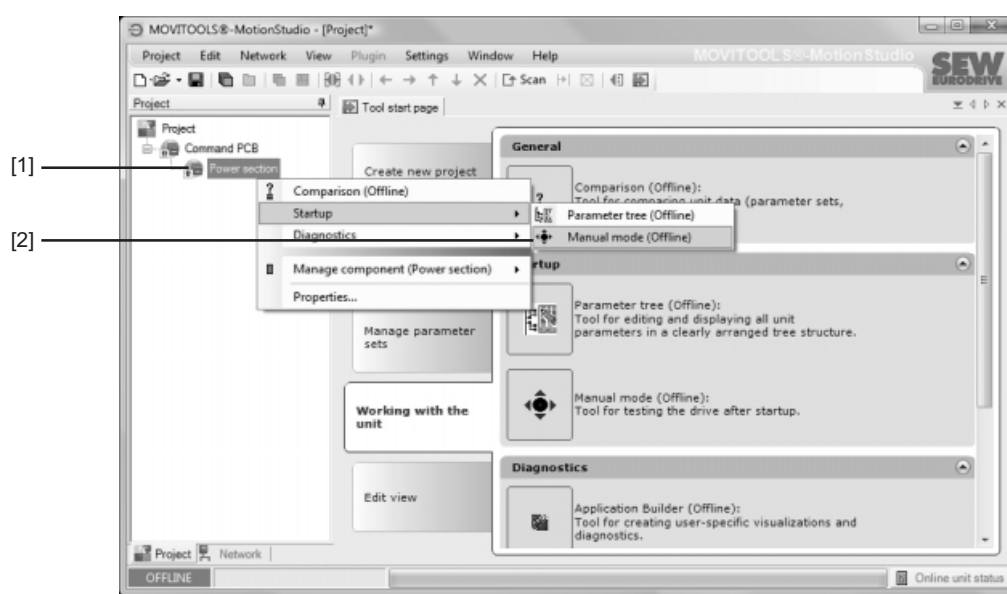 MOVITOOLS®-MotionStudio - [Project]*
Project Edit Network View Plugin Settings Window Help
MOVITOOLS®-MotionStudio
SEW
EURODRIVE
Scan
Project
Tool start page
Project
Command PCB
[1]
Power section
Create new project
General
Comparison (Offline):
Tool for comparing unit data (parameter sets,
Comparison (Offline)
Startup
Diagnostics
Manage component (Power section)
Properties...
Parameter tree (Offline)
[2]
Manual mode (Offline)
Manage parameter
sets
Working with the
unit
Edit view
Parameter tree (Offline):
Tool for editing and displaying all unit
parameters in a clearly arranged tree structure.
Manual mode (Offline):
Tool for testing the drive after startup.
Diagnostics
Application Builder (Offline):
Tool for creating user-specific visualizations and
diagnostics.
Project Network
OFFLINE
Online unit status